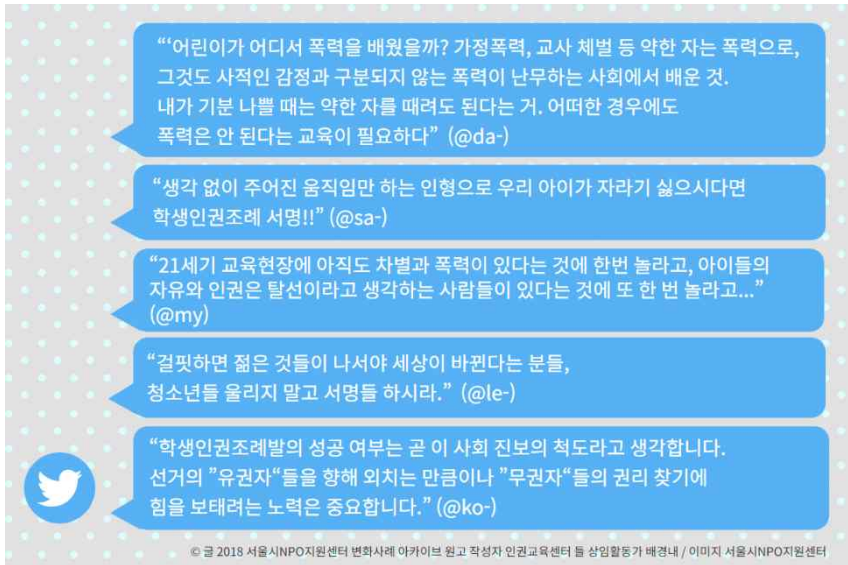 “‘어린이가 어디서 폭력을 배웠을까? 가정폭력, 교사 체벌 등 약한 자는 폭력으로,
그것도 사적인 감정과 구분되지 않는 폭력이 난무하는 사회에서 배운 것.
내가 기분 나쁠 때는 약한 자를 때려도 된다는 거. 어떠한 경우에도
폭력은 안 된다는 교육이 필요하다” (@da-)
“생각 없이 주어진 움직임만 하는 인형으로 우리 아이가 자라기 싫으시다면
학생인권조례 서명!!” (@sa-)
“21세기 교육현장에 아직도 차별과 폭력이 있다는 것에 한번 놀라고, 아이들의
자유와 인권은 탈선이라고 생각하는 사람들이 있다는 것에 또 한 번 놀라고...”
(@my)
“걸핏하면 젊은 것들이 나서야 세상이 바뀐다는 분들,
청소년들 울리지 말고 서명들 하시라.” (@le-)
“학생인권조례발의 성공 여부는 곧 이 사회 진보의 척도라고 생각합니다.
선거의 ”유권자“들을 향해 외치는 만큼이나 ”무권자“들의 권리 찾기에
힘을 보태려는 노력은 중요합니다.” (@ko-)
© 글 2018 서울시NPO지원센터 변화사례 아카이브 원고 작성자 인권교육센터 들 상임활동가 배경내 / 이미지 서울시NPO지원센터